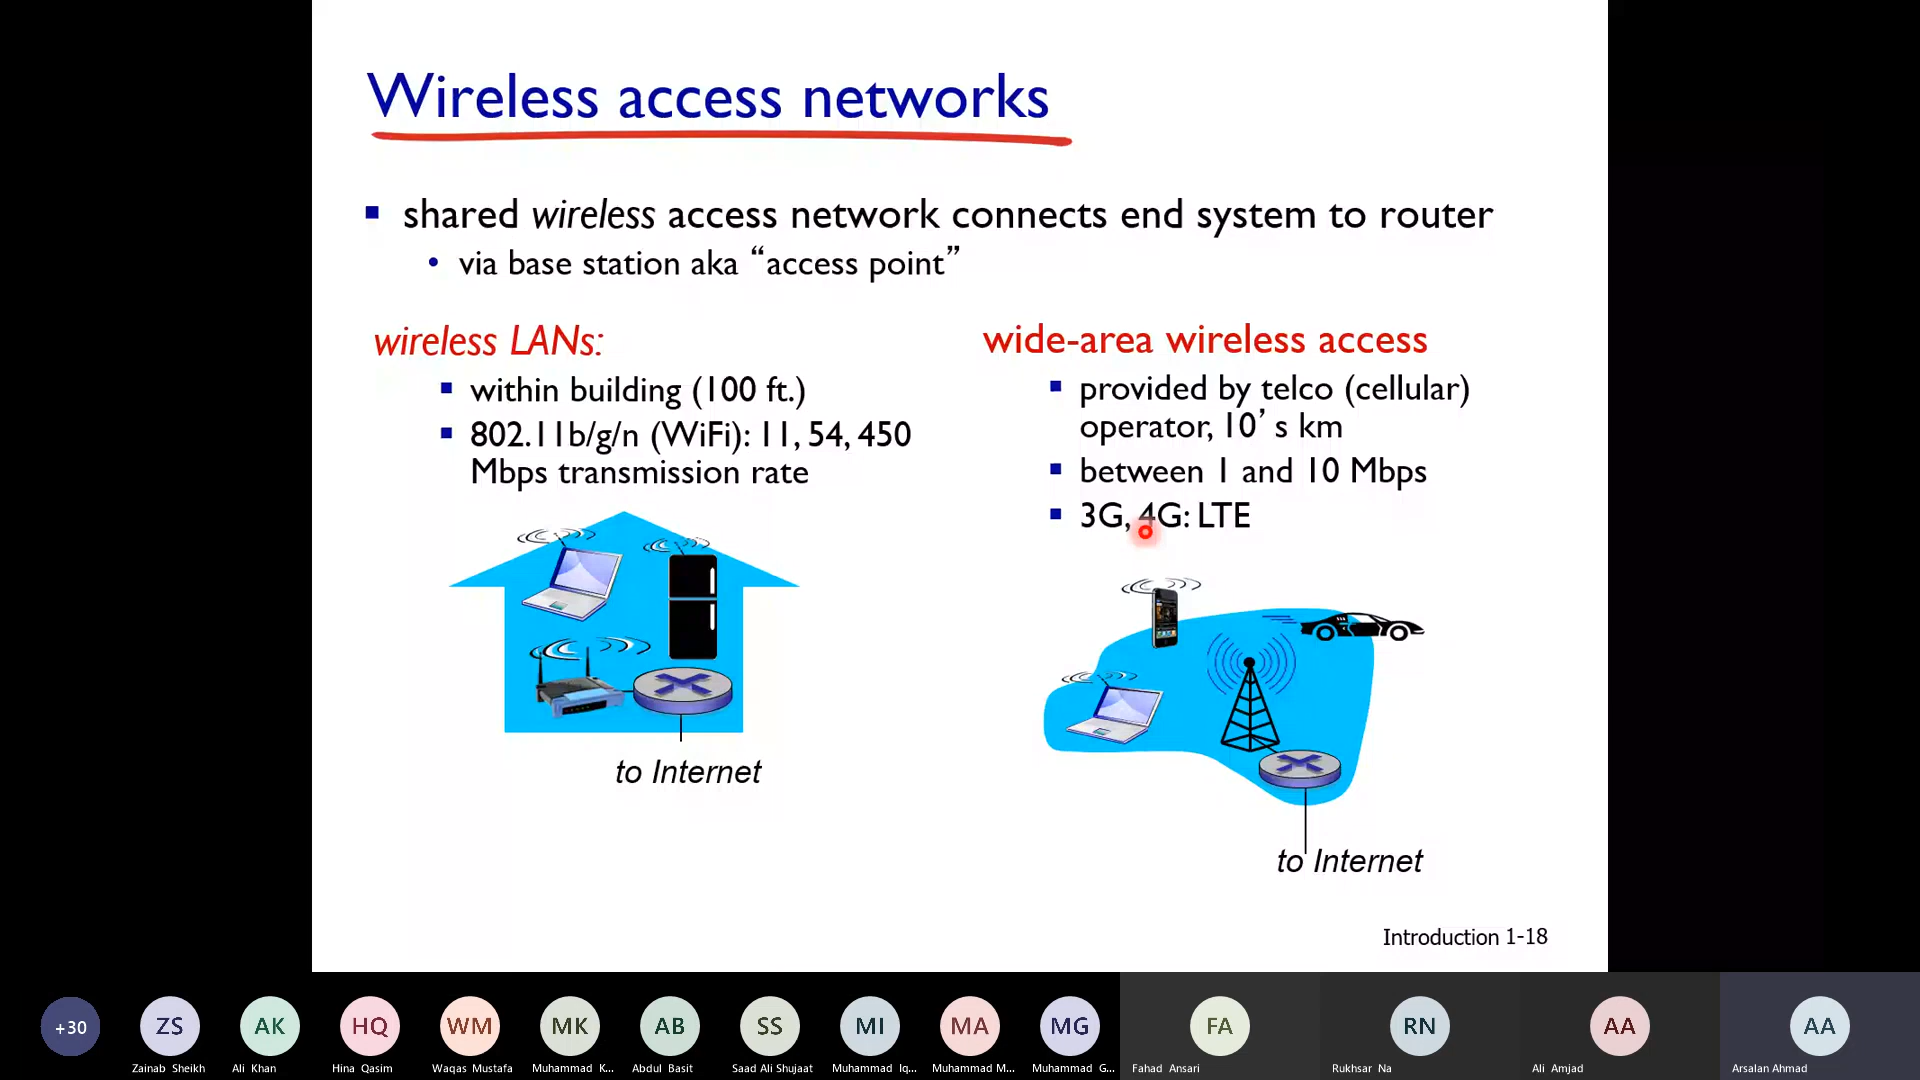 Wireless access networks
shared wireless access network connects end system to router
via base station aka “access point”
wireless LANs:
within building (100 ft.)
802.11b/g/n (WiFi): 11, 54, 450
Mbps transmission rate
to Internet
wide-area wireless access
provided by telco (cellular)
operator, 10’ s km
between 1 and 10 Mbps
3G, 4G: LTE
to Internet
Introduction 1-18
+30
ZS
AK
HQ
WM
MK
AB
SS
MI
MA
MG
FA
RN
AA
AA
Zainab Sheikh
Ali Khan
Hina Qasim
Waqas Mustafa
Muhammad K...
Abdul Basit
Saad Ali Shujaat
Muhammad Iq...
Muhammad M...
Muhammad G...
Fahad Ansari
Rukhsar Na
Ali Amjad
Arsalan Ahmad